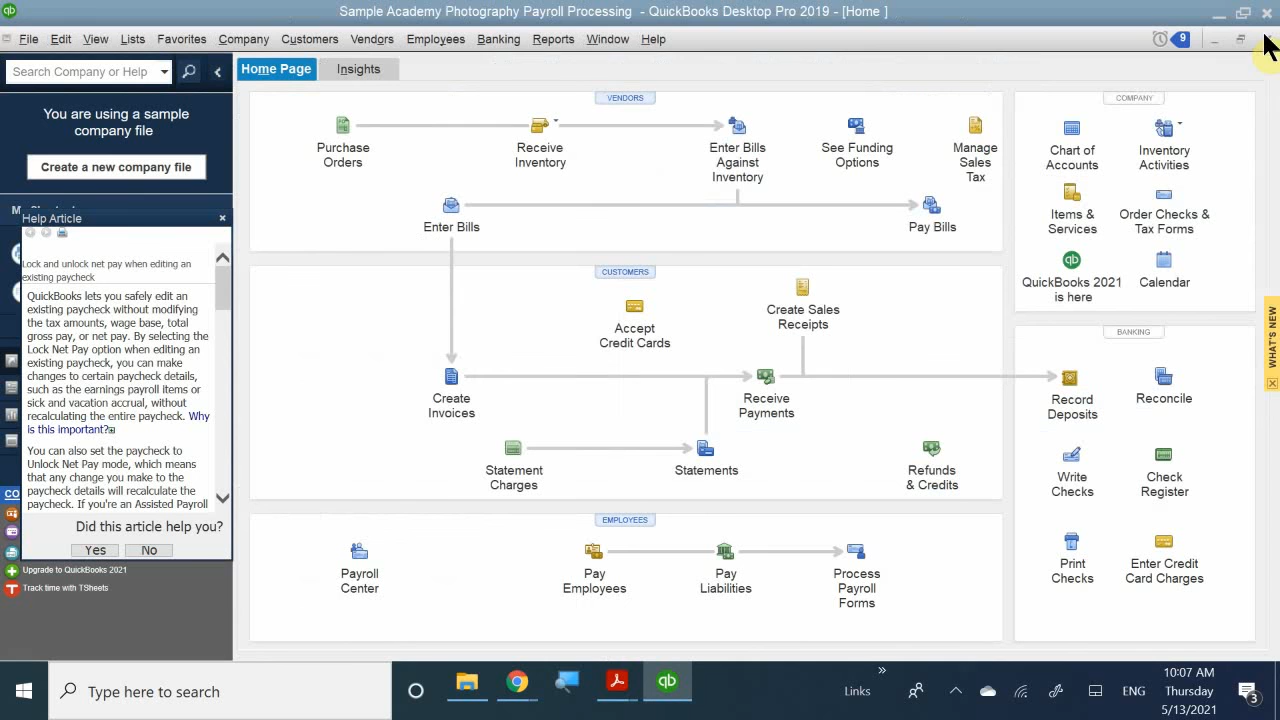 Sample Academy Photography Payroll Processing - QuickBooks Desktop Pro 2019 - [Home ]
File Edit View Lists Favorites Company Customers Vendors Employees Banking Reports Window Help
9
Search Company or Help
Home Page Insights
You are using a sample
company file
Create a new company file
Help Article
Lock and unlock net pay when editing an
existing paycheck
QuickBooks lets you safely edit an
existing paycheck without modifying
the tax amounts, wage base, total
gross pay, or net pay. By selecting the
Lock Net Pay option when editing an
existing paycheck, you can make
changes to certain paycheck details,
such as the earnings payroll items or
sick and vacation accrual, without
recalculating the entire paycheck. Why
is this important?
You can also set the paycheck to
Unlock Net Pay mode, which means
that any change you make to the
paycheck details will recalculate the
paycheck. If you're an Assisted Payroll
Did this article help you?
Yes No
Upgrade to QuickBooks 2021
Track time with TSheets
VENDORS
Purchase
Orders
Receive
Inventory
Enter Bills
Against
Inventory
See Funding
Options
Manage
Sales
Tax
Enter Bills
Pay Bills
CUSTOMERS
Accept
Credit Cards
Create Sales
Receipts
Create
Invoices
Receive
Payments
Statement
Charges
Statements
Refunds
& Credits
EMPLOYEES
Payroll
Center
Pay
Employees
Pay
Liabilities
Process
Payroll
Forms
COMPANY
Chart of
Accounts
Inventory
Activities
Items &
Services
Order Checks &
Tax Forms
QuickBooks 2021
is here
Calendar
BANKING
Record
Deposits
Reconcile
Write
Checks
Check
Register
Print
Checks
Enter Credit
Card Charges
WHAT'S NEW
Type here to search
qb
Links
ENG
10:07 AM
Thursday
5/13/2021
3